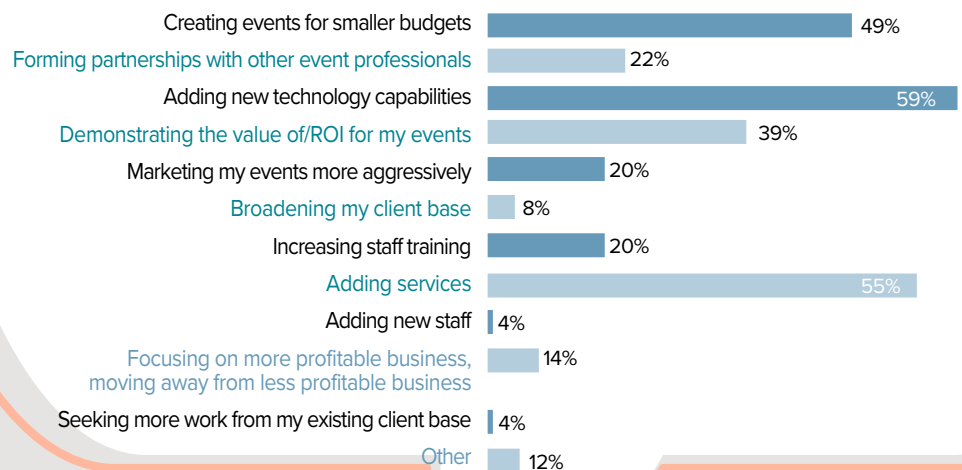 Creating events for smaller budgets 49%
Forming partnerships with other event professionals 22%
Adding new technology capabilities 59%
Demonstrating the value of/ROI for my events 39%
Marketing my events more aggressively 20%
Broadening my client base 8%
Increasing staff training 20%
Adding services 55%
Adding new staff 4%
Focusing on more profitable business, 14%
moving away from less profitable business
Seeking more work from my existing client base 4%
Other 12%